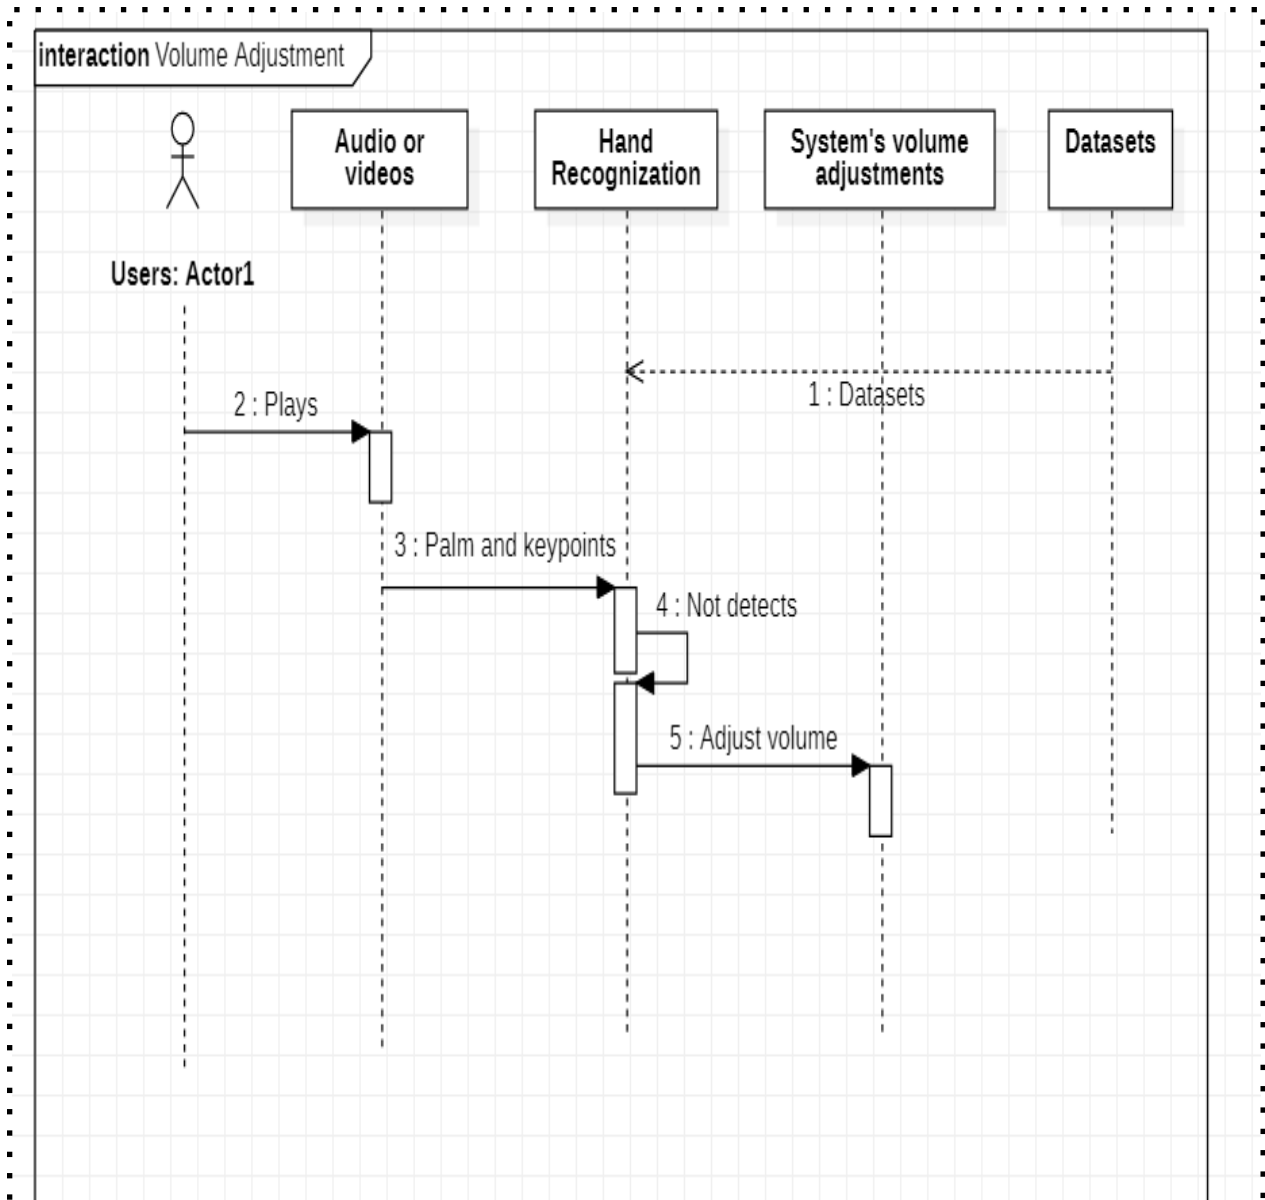 interaction Volume Adjustment
Audio or
videos
Hand
Recognization
System's volume
adjustments
Datasets
Users: Actor1
1 : Datasets
2 : Plays
3 : Palm and keypoints
4 : Not detects
5 : Adjust volume